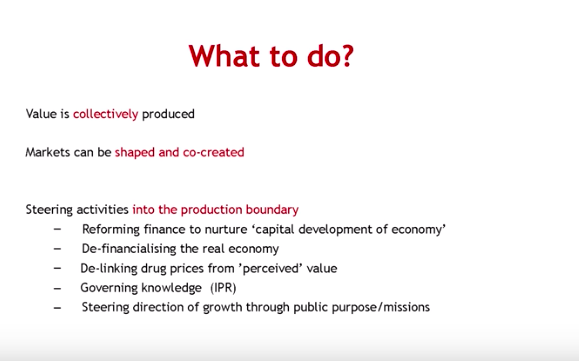 What to do?
Value is collectively produced
Markets can be shaped and co-created
Steering activities into the production boundary
– Reforming finance to nurture ‘capital development of economy’
– De-financialising the real economy
– De-linking drug prices from ’perceived’ value
– Governing knowledge (IPR)
– Steering direction of growth through public purpose/missions